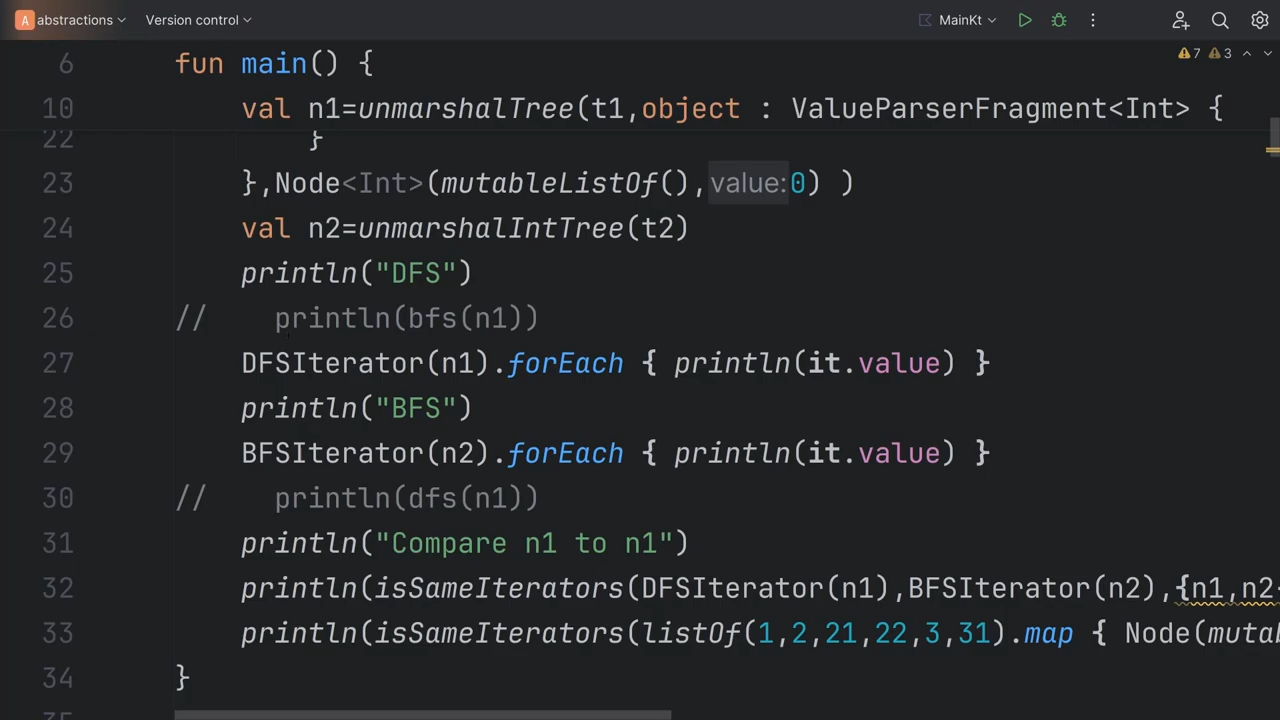 A abstractions Version control MainKt
7 3
6 fun main() {
10 val n1=unmarshalTree(t1,object : ValueParserFragment<Int> {
22 }
23 },Node<Int>(mutableListOf(),value:0) )
24 val n2=unmarshalIntTree(t2)
25 println("DFS")
26 // println(bfs(n1))
27 DFSIterator(n1).forEach { println(it.value) }
28 println("BFS")
29 BFSIterator(n2).forEach { println(it.value) }
30 // println(dfs(n1))
31 println("Compare n1 to n1")
32 println(isSameIterators(DFSIterator(n1),BFSIterator(n2),{n1,n2
33 println(isSameIterators(listOf(1,2,21,22,3,31).map { Node(muta
34 }